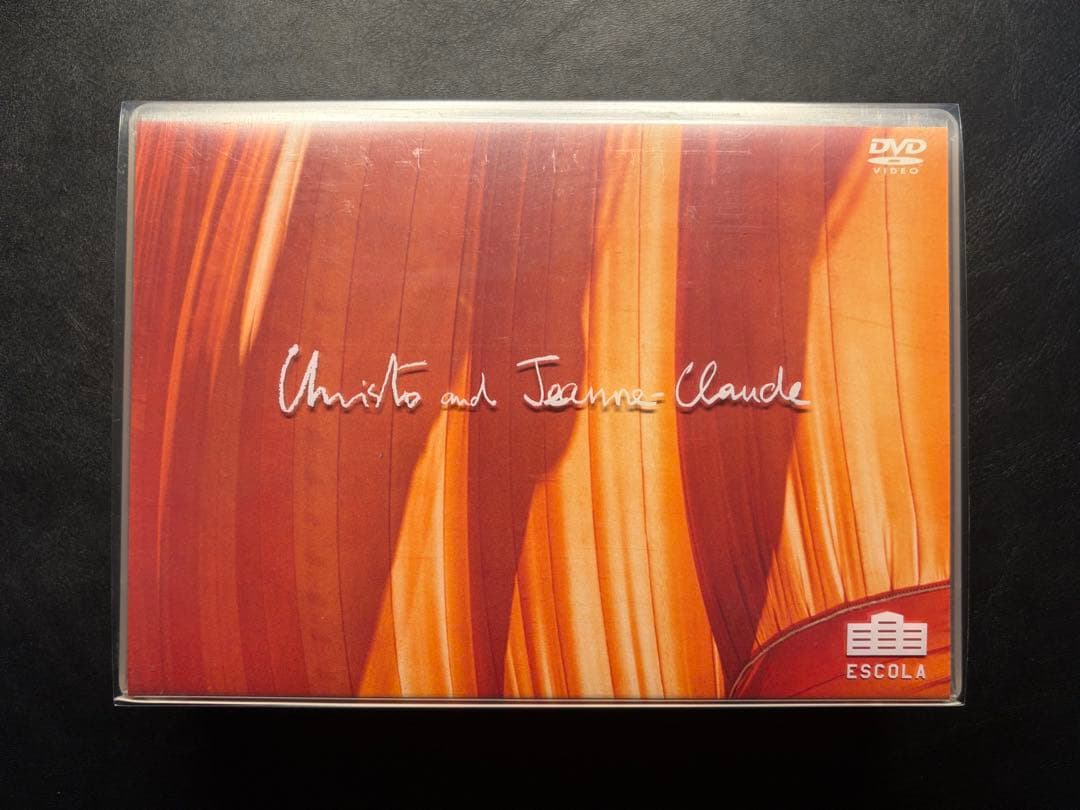 DVD
VIDEO
Christo and Jeanne-Claude
ESCOLA